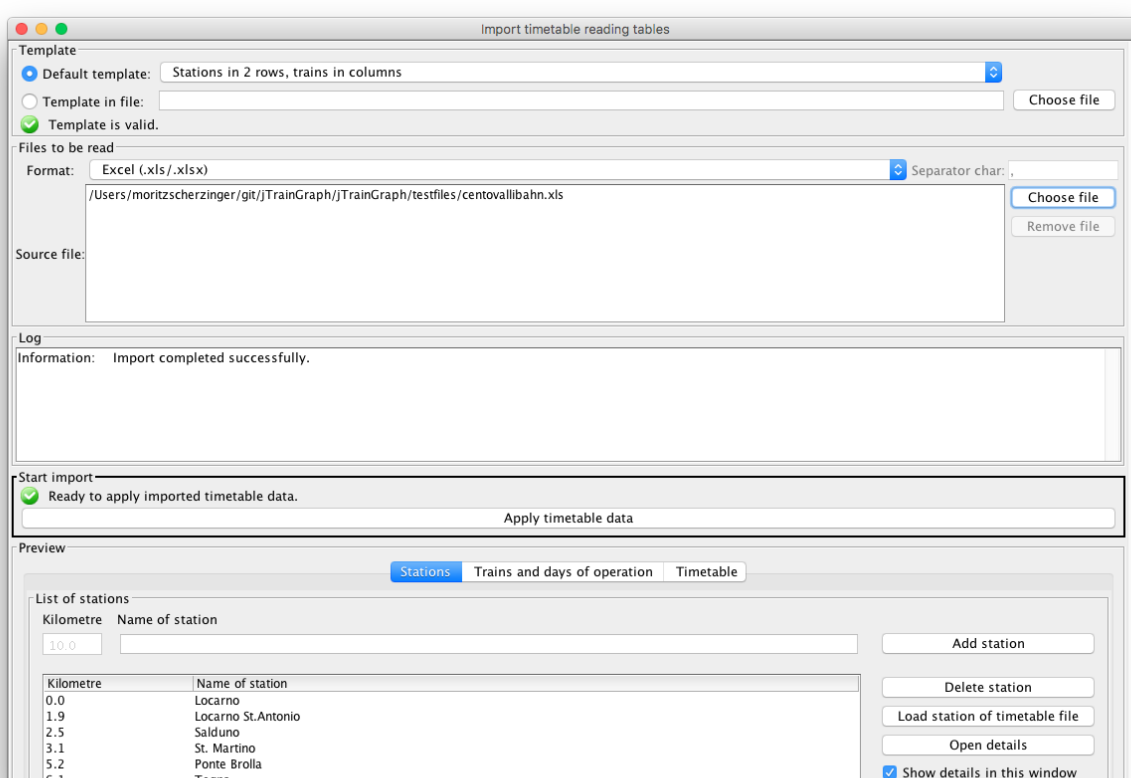 Import timetable reading tables
Template
Default template: Stations in 2 rows, trains in columns
Template in file: Choose file
Template is valid.
Files to be read
Format: Excel (.xls/.xlsx) Separator char: ,
/Users/moritzscherzinger/git/jTrainGraph/jTrainGraph/testfiles/centovallibahn.xls
Choose file
Remove file
Source file:
Log
Information: Import completed successfully.
Start import
Ready to apply imported timetable data.
Apply timetable data
Preview
Stations Trains and days of operation Timetable
List of stations
Kilometre Name of station
10.0 Add station
Kilometre Name of station
Delete station
0.0 Locarno
1.9 Locarno St.Antonio
Load station of timetable file
2.5 Salduno
3.1 St. Martino
Open details
5.2 Ponte Brolla
Show details in this window